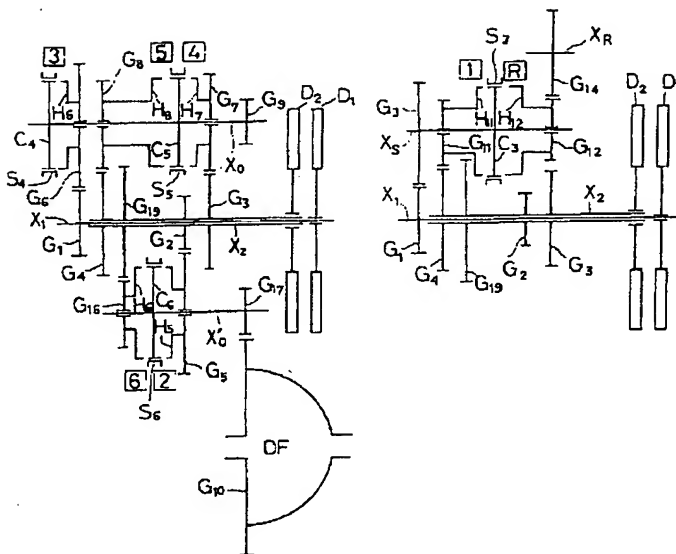 3 G8 5 4 S3 XR
H6 H8 H7 G7 G9 D2 D1 1 R G14 D2 D
G3 H11 H12
C4 C5 X0 XS G11 C3 G12
S4 S5
G6 G19 G3 X1 X2
X1 G2 X2
G1 G1 G2 G3
G4 G4 G19
H6 C6 G17
G16 H5 X'0
6 2 G5
S6
DF
G10